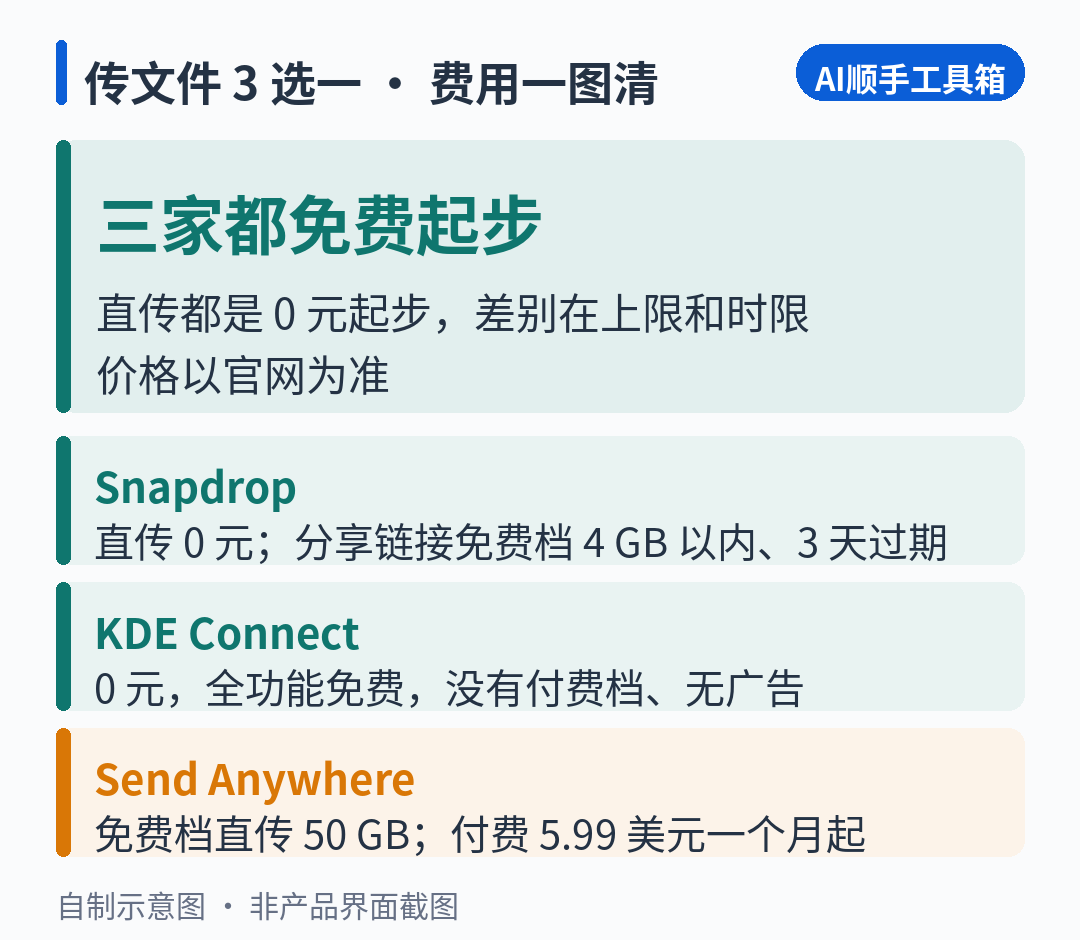 传文件 3 选一 · 费用一图清
AI顺手工具箱
三家都免费起步
直传都是 0 元起步，差别在上限和时限
价格以官网为准
Snapdrop
直传 0 元；分享链接免费档 4 GB 以内、3 天过期
KDE Connect
0 元，全功能免费，没有付费档、无广告
Send Anywhere
免费档直传 50 GB；付费 5.99 美元一个月起
自制示意图 · 非产品界面截图